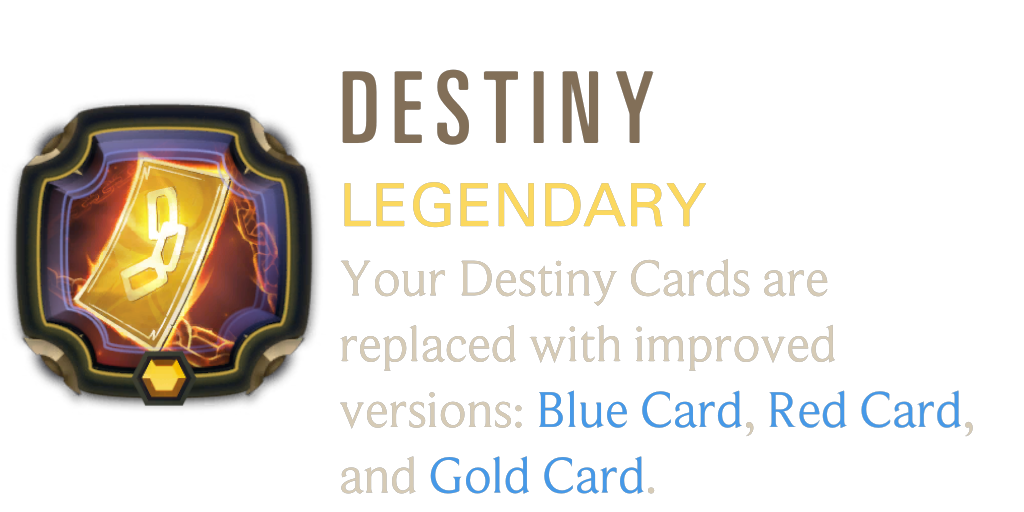 DESTINY
LEGENDARY
Your Destiny Cards are
replaced with improved
versions: Blue Card, Red Card,
and Gold Card.